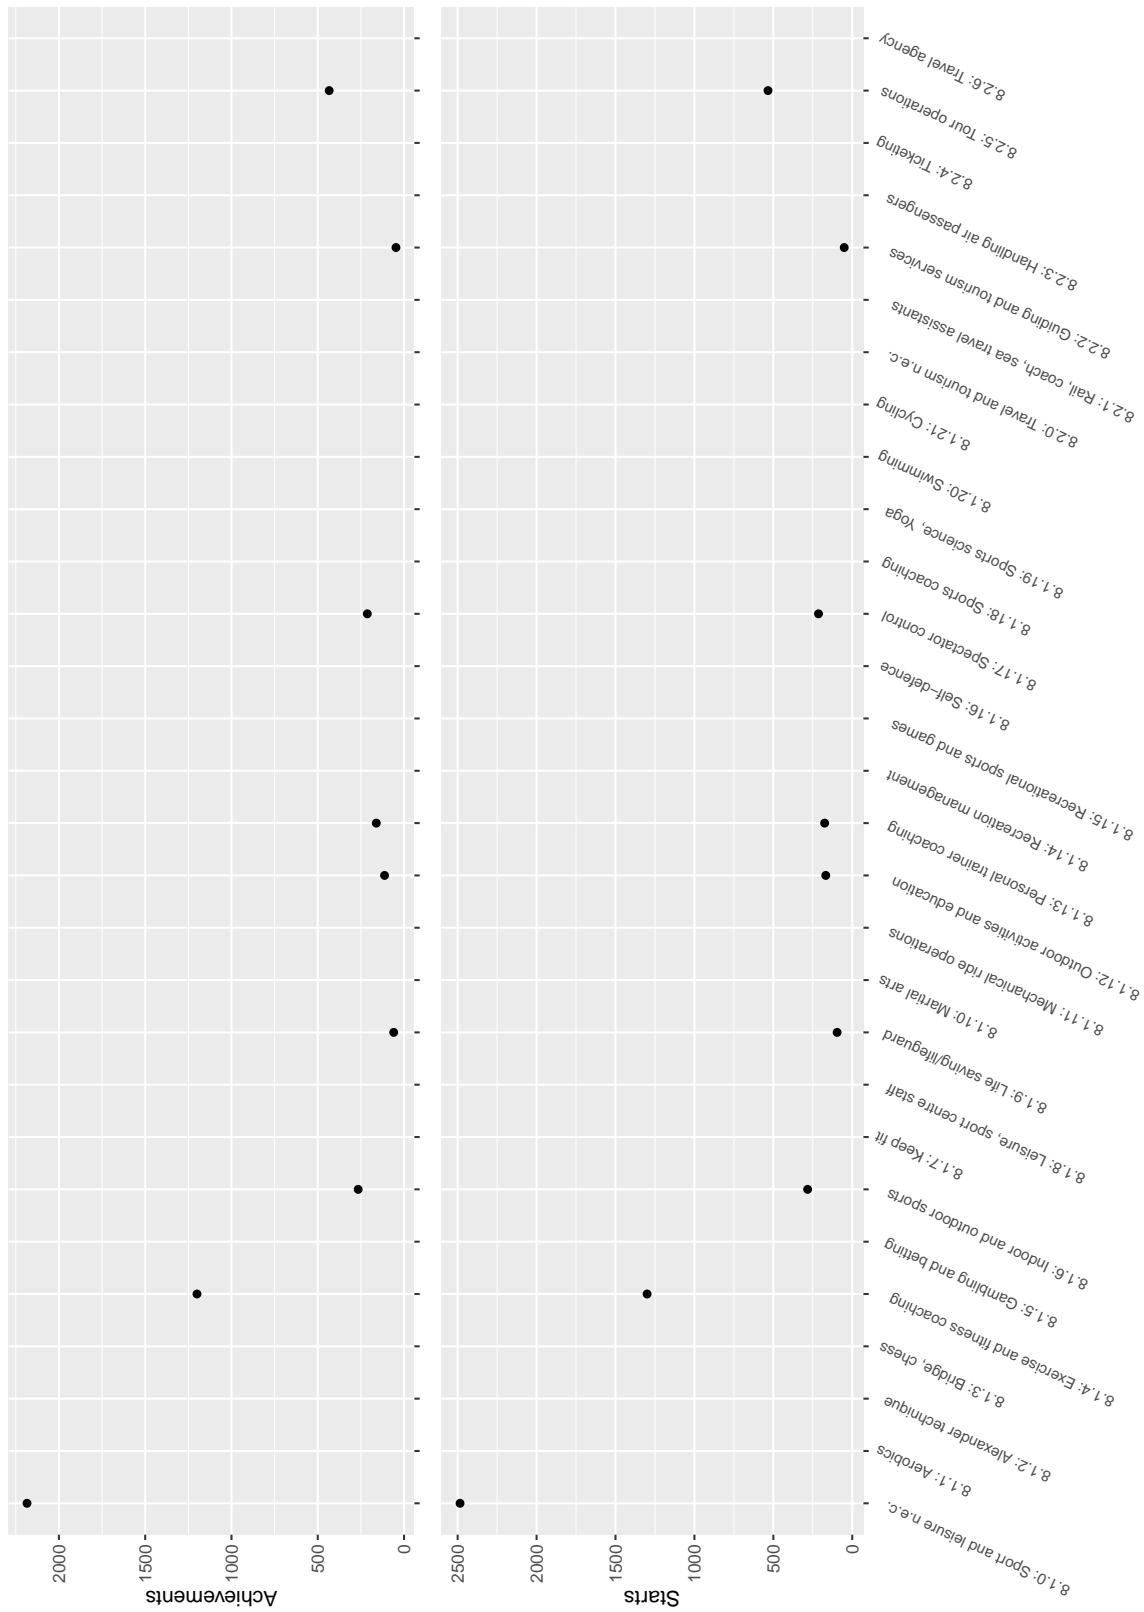 Achievements
2000
1500
1000
500
0
Starts
2500
2000
1500
1000
500
0
8.1.0: Sport and leisure n.e.c.
8.1.1: Aerobics
8.1.2: Alexander technique
8.1.3: Bridge, chess
8.1.4: Exercise and fitness coaching
8.1.5: Gambling and betting
8.1.6: Indoor and outdoor sports
8.1.7: Keep fit
8.1.8: Leisure, sport centre staff
8.1.9: Life saving/lifeguard
8.1.10: Martial arts
8.1.11: Mechanical ride operations
8.1.12: Outdoor activities and education
8.1.13: Personal trainer coaching
8.1.14: Recreation management
8.1.15: Recreational sports and games
8.1.16: Self−defence
8.1.17: Spectator control
8.1.18: Sports coaching
8.1.19: Sports science, Yoga
8.1.20: Swimming
8.1.21: Cycling
8.2.0: Travel and tourism n.e.c.
8.2.1: Rail, coach, sea travel assistants
8.2.2: Guiding and tourism services
8.2.3: Handling air passengers
8.2.4: Ticketing
8.2.5: Tour operations
8.2.6: Travel agency